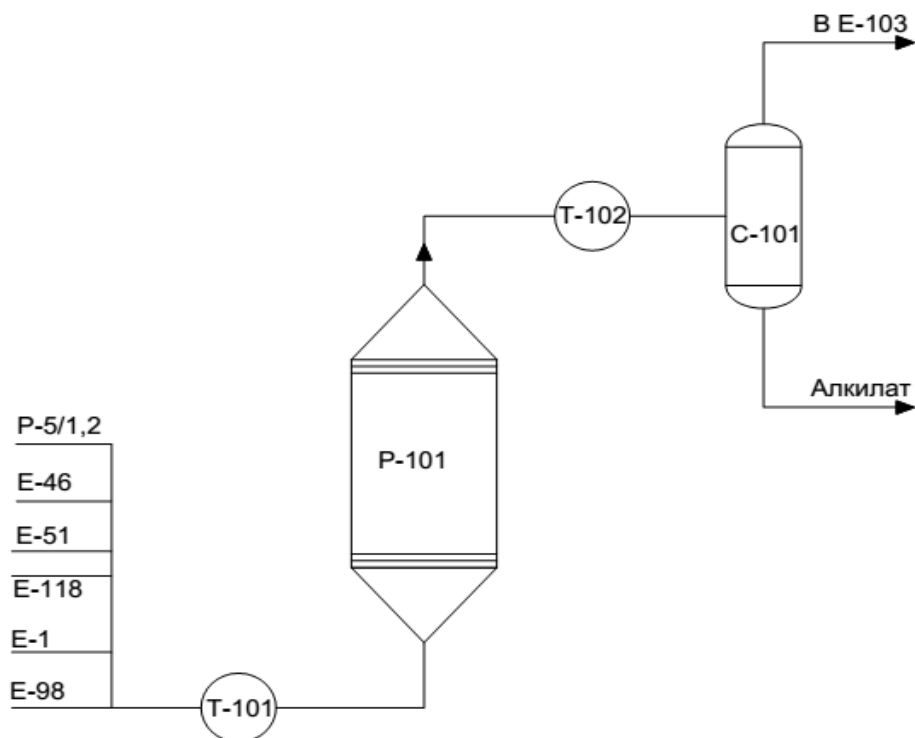 В Е-103
Т-102
С-101
Алкилат
Р-5/1,2
Р-101
Е-46
Е-51
Е-118
Е-1
Е-98
Т-101